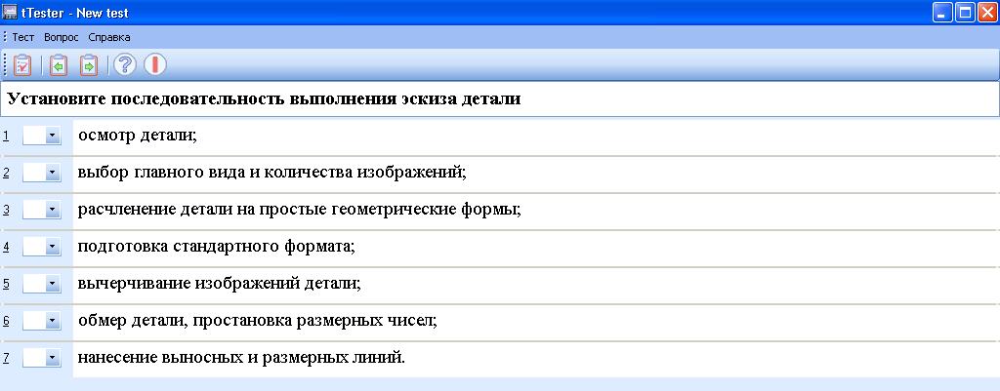 tTester - New test
Тест Вопрос Справка
Установите последовательность выполнения эскиза детали
1 осмотр детали;
2 выбор главного вида и количества изображений;
3 расчленение детали на простые геометрические формы;
4 подготовка стандартного формата;
5 вычерчивание изображений детали;
6 обмер детали, простановка размерных чисел;
7 нанесение выносных и размерных линий.